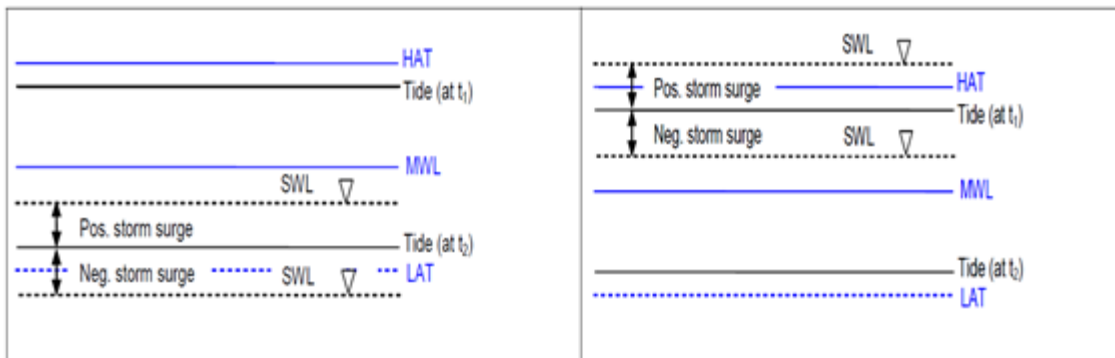 HAT
Tide (at t₁)
MWL
SWL
Pos. storm surge
Tide (at t₂)
Neg. storm surge SWL LAT
SWL
Pos. storm surge HAT
Tide (at t₁)
Neg. storm surge SWL
MWL
Tide (at t₂)
LAT